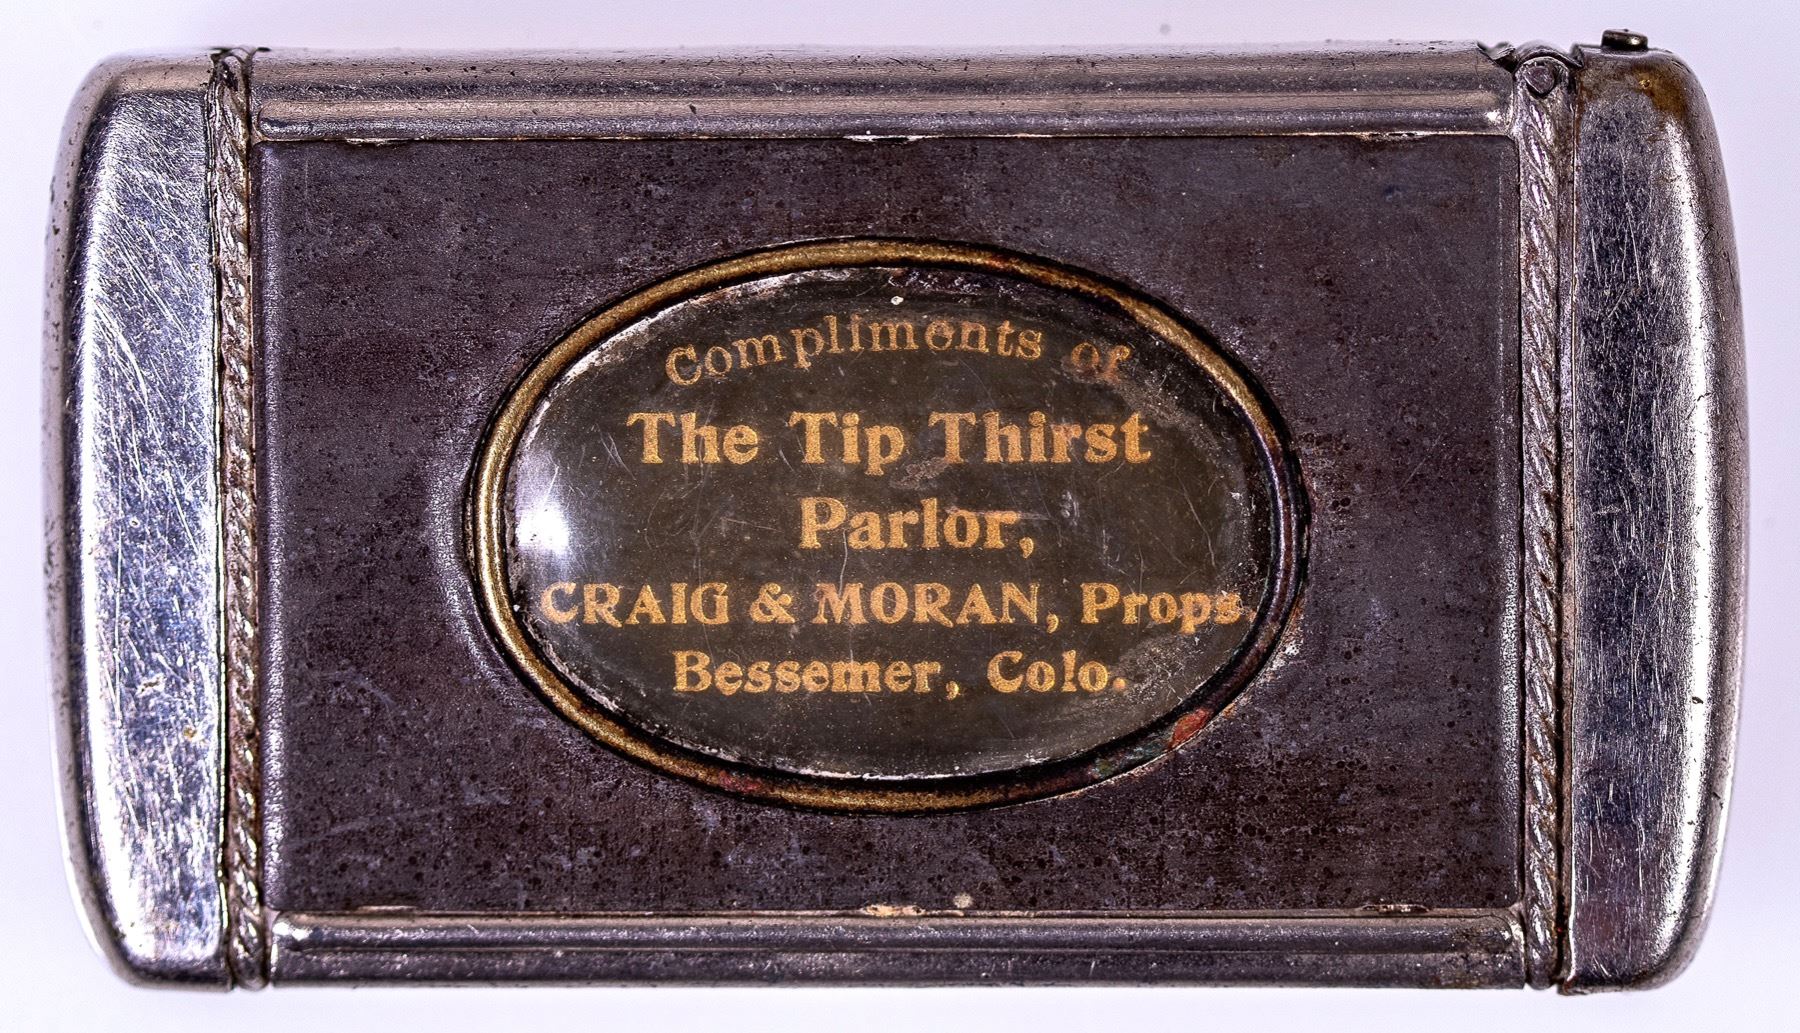 Compliments of
The Tip Thirst
Parlor,
CRAIG & MORAN, Props.
Bessemer, Colo.